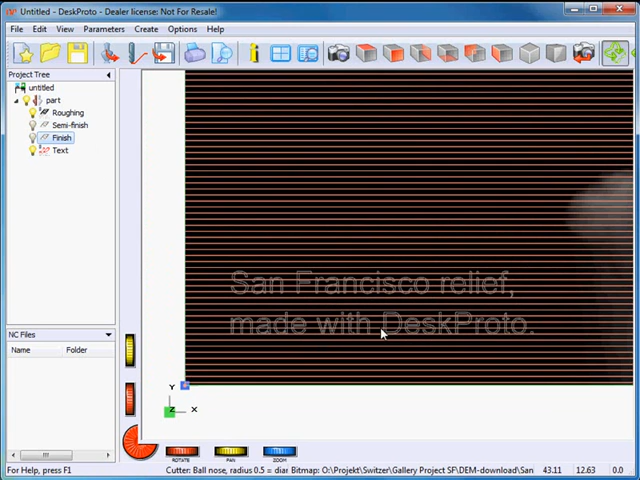 Untitled - DeskProto - Dealer license: Not For Resale!
File Edit View Parameters Create Options Help
Project Tree
untitled
part
Roughing
Semi-finish
Finish
Text
San Francisco relief,
made with DeskProto.
NC Files
Name Folder
Y
Z X
ROTATE PAN ZOOM
For Help, press F1
Cutter: Ball nose, radius 0.5 = diar Bitmap: O:\Projekt\Switzer\Gallery Project SF\DEM-download\San 43.11 12.63 0.0